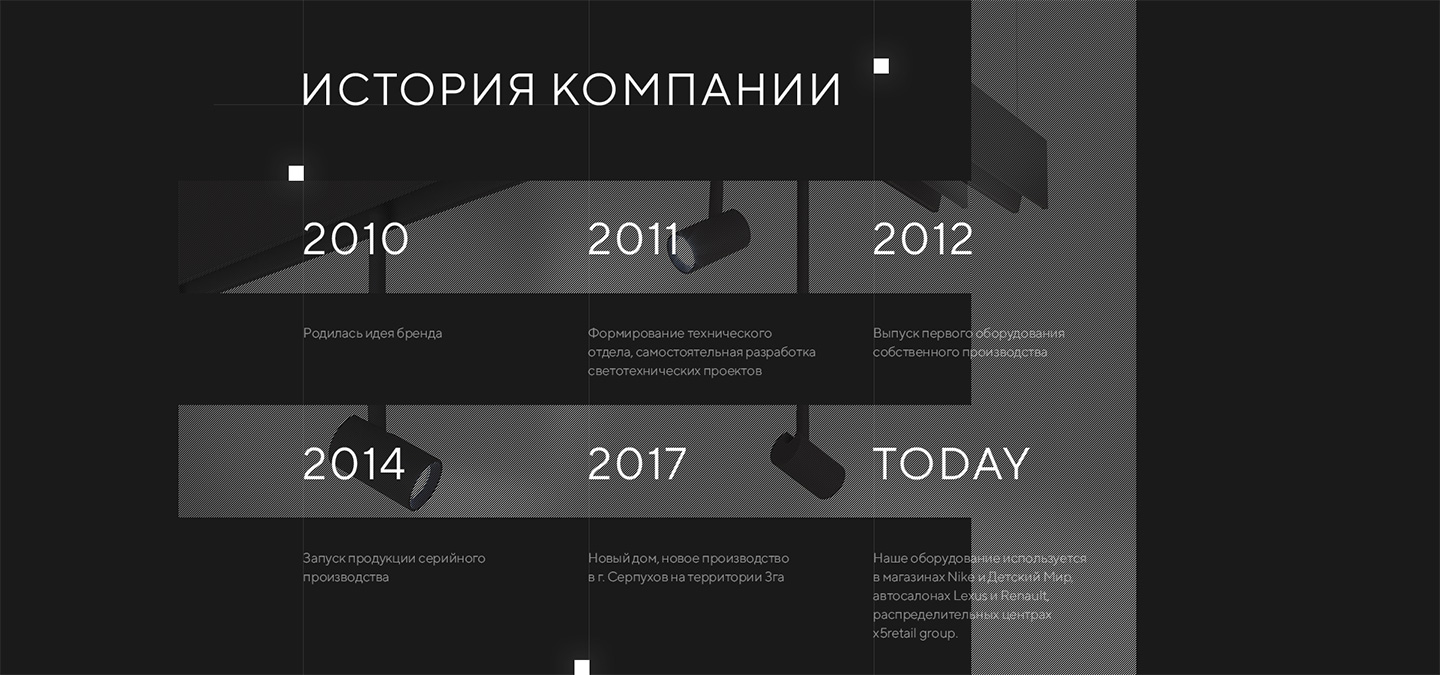 ИСТОРИЯ КОМПАНИИ
2010
Родилась идея бренда
2011
Формирование технического
отдела, самостоятельная разработка
светотехнических проектов
2012
Выпуск первого оборудования
собственного производства
2014
Запуск продукции серийного
производства
2017
Новый дом, новое производство
в г. Серпухов на территории 3га
TODAY
Наше оборудование используется
в магазинах Nike и Детский Мир,
автосалонах Lexus и Renault,
распределительных центрах
x5retail group.